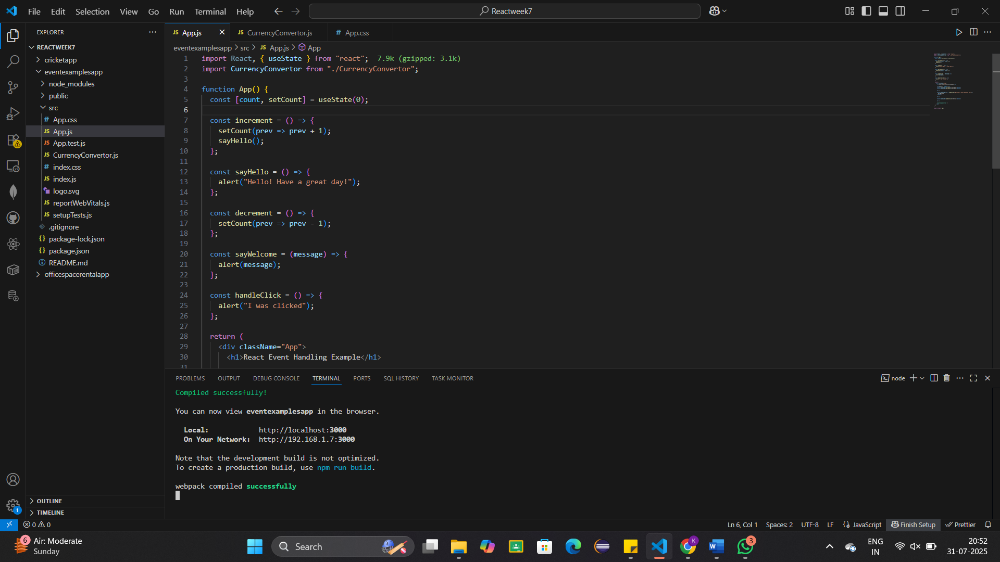 File Edit Selection View Go Run Terminal Help
Reactweek7
EXPLORER
REACTWEEK7
cricketapp
eventexamplesapp
node_modules
public
src
App.css
App.js
App.test.js
CurrencyConvertor.js
index.css
index.js
logo.svg
reportWebVitals.js
setupTests.js
.gitignore
package-lock.json
package.json
README.md
officespacerentalapp
OUTLINE
TIMELINE
JS App.js
JS CurrencyConvertor.js
# App.css
eventexamplesapp > src > JS App.js > App
1 import React, { useState } from "react"; 7.9k (gzipped: 3.1k)
2 import CurrencyConvertor from "./CurrencyConvertor";
3
4 function App() {
5 const [count, setCount] = useState(0);
6
7 const increment = () => {
8 setCount(prev => prev + 1);
9 sayHello();
10 };
11
12 const sayHello = () => {
13 alert("Hello! Have a great day!");
14 };
15
16 const decrement = () => {
17 setCount(prev => prev - 1);
18 };
19
20 const sayWelcome = (message) => {
21 alert(message);
22 };
23
24 const handleClick = () => {
25 alert("I was clicked");
26 };
27
28 return (
29 <div className="App">
30 <h1>React Event Handling Example</h1>
31
PROBLEMS OUTPUT DEBUG CONSOLE TERMINAL PORTS SQL HISTORY TASK MONITOR
node
Compiled successfully!
You can now view eventexamplesapp in the browser.
Local: http://localhost:3000
On Your Network: http://192.168.1.7:3000
Note that the development build is not optimized.
To create a production build, use npm run build.
webpack compiled successfully
0 0
Ln 6, Col 1 Spaces: 2 UTF-8 LF {} JavaScript Finish Setup Prettier
6
Air: Moderate
Sunday
Search
K
3
ENG
IN
20:52
31-07-2025